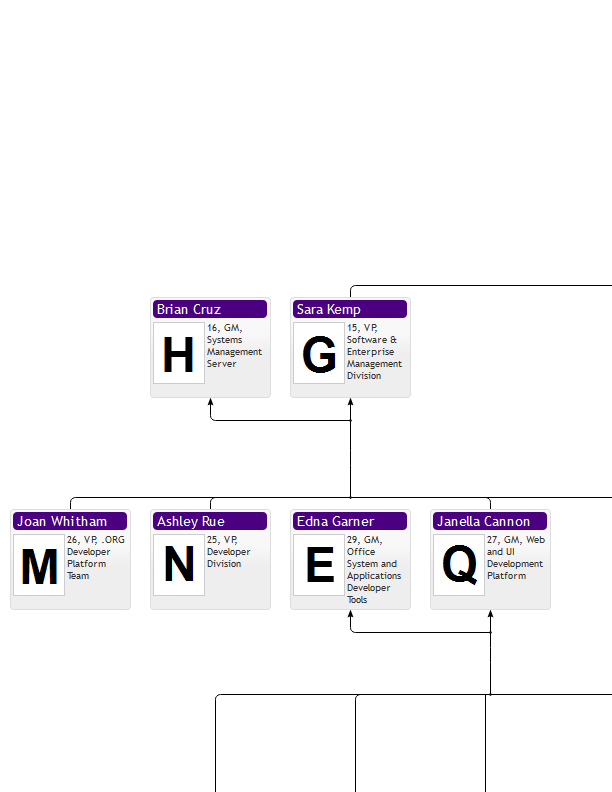 Brian Cruz
H
16, GM,
Systems
Management
Server
Sara Kemp
G
15, VP,
Software &
Enterprise
Management
Division
Joan Whitham
M
26, VP, .ORG
Developer
Platform
Team
Ashley Rue
N
25, VP,
Developer
Division
Edna Garner
E
29, GM,
Office
System and
Applications
Developer
Tools
Janella Cannon
Q
27, GM, Web
and UI
Development
Platform